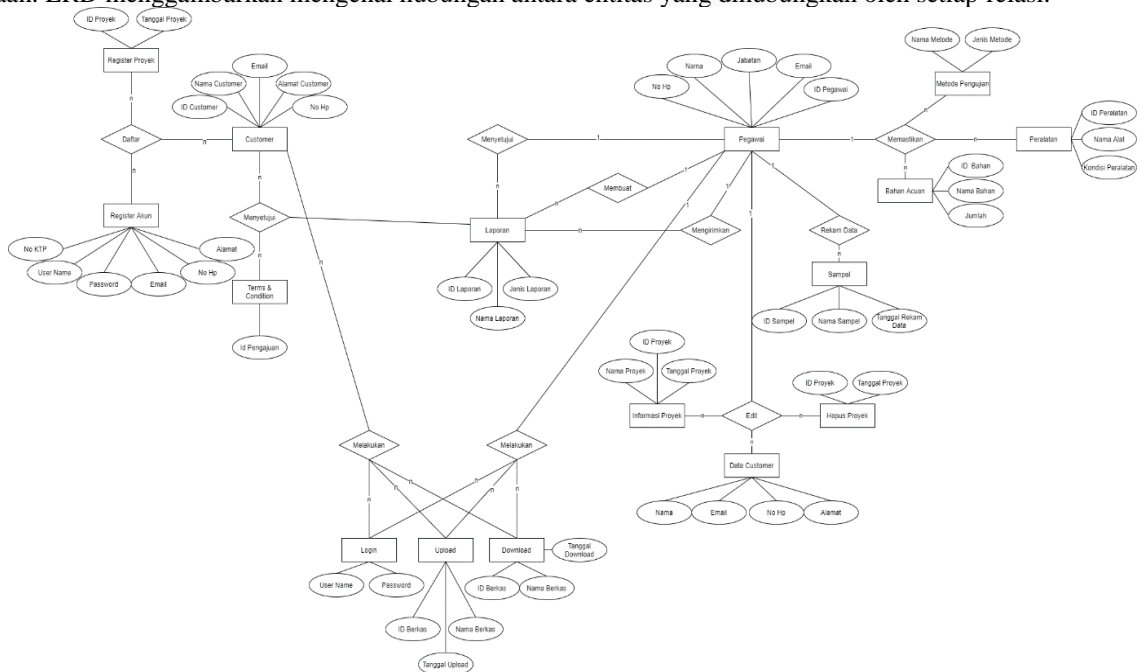 ERD menggambarkan mengenai hubungan antara entitas yang dihubungkan oleh setiap relasi.
ID Proyek
Tanggal Proyek
Register Proyek
n
Daftar
n
n
Register Akun
No KTP
User Name
Password
Email
No Hp
Alamat
Email
Nama Customer
Alamat Customer
ID Customer
No Hp
Customer
n
Menyetujui
n
Terms &
Condition
Id Pengajuan
n
Menyetujui
1
n
Membuat
n
1
Laporan
n
Mengirimkan
1
ID Laporan
Jenis Laporan
Nama Laporan
Nama
Jabatan
Email
No Hp
ID Pegawai
Pegawai
1
Memastikan
n
n
n
Nama Metode
Jenis Metode
Metode Pengujian
Peralatan
ID Peralatan
Nama Alat
Kondisi Peralatan
Bahan Acuan
ID Bahan
Nama Bahan
Jumlah
1
Rekam Data
n
Sampel
ID Sampel
Nama Sampel
Tanggal Rekam
Data
1
Edit
n
n
n
ID Proyek
Nama Proyek
Tanggal Proyek
Informasi Proyek
ID Proyek
Tanggal Proyek
Hapus Proyek
Data Customer
Nama
Email
No Hp
Alamat
Melakukan
Melakukan
1
n
n
n
n
n
n
Login
Upload
Download
Tanggal
Download
User Name
Password
ID Berkas
Nama Berkas
ID Berkas
Nama Berkas
Tanggal Upload